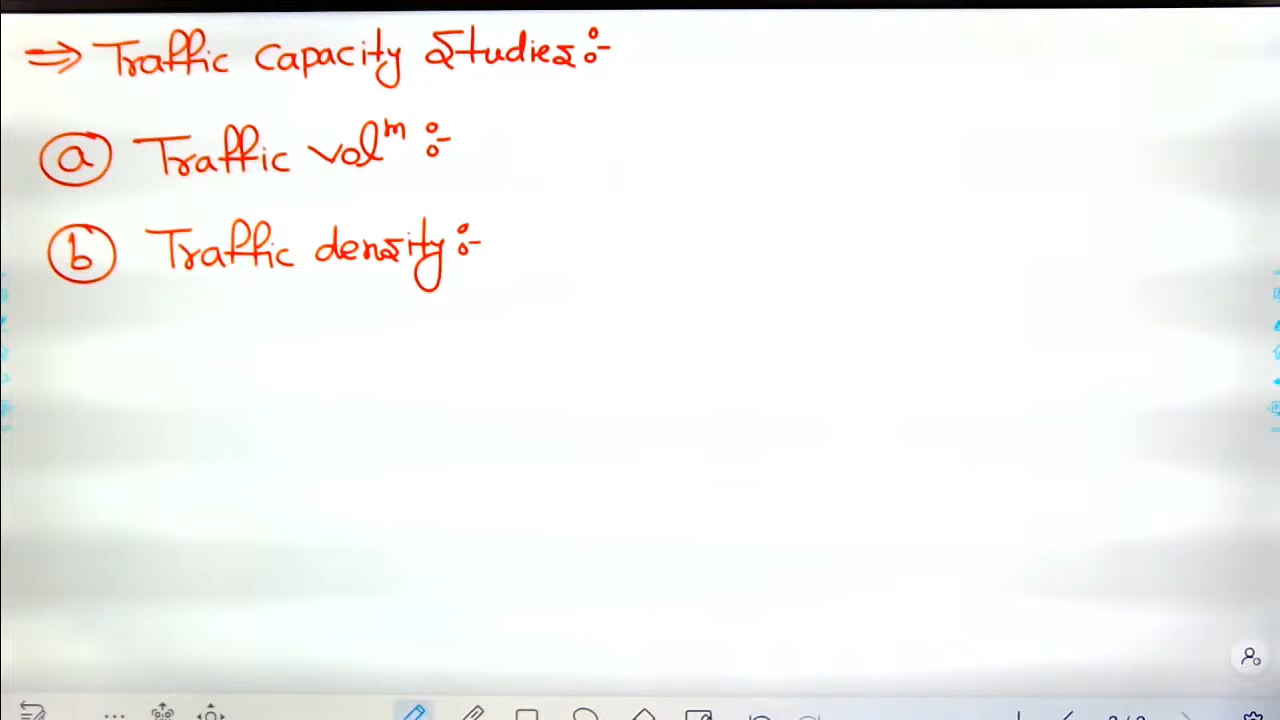 ⇒ Traffic capacity studies:-
(a) Traffic volᵐ :-
(b) Traffic density:-